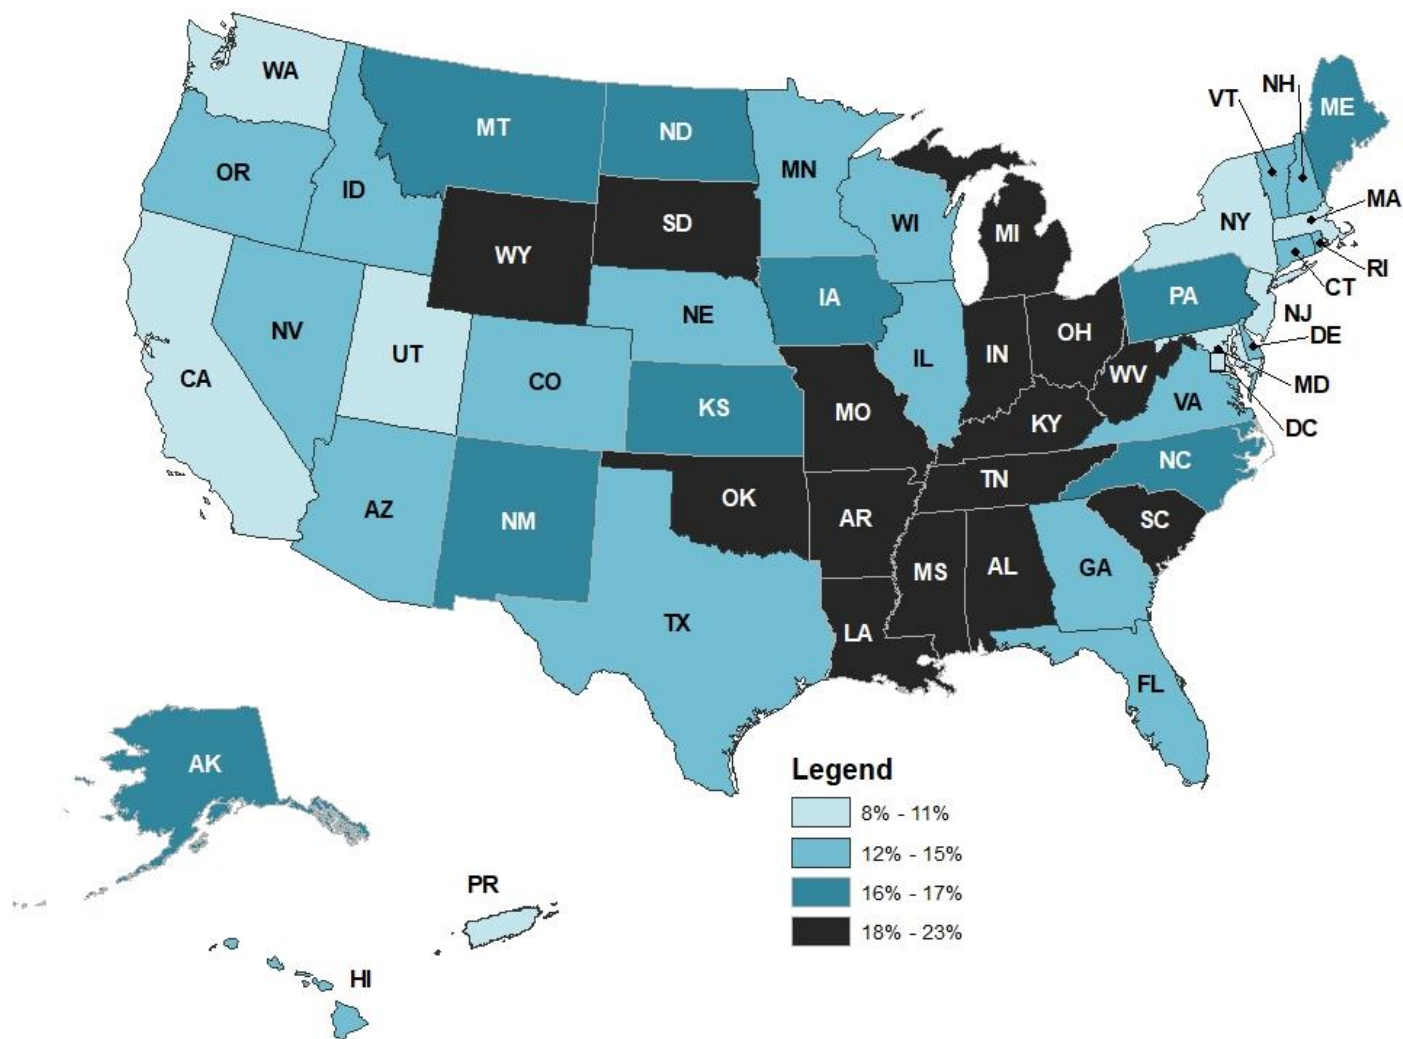 WA
MT
ND
MN
OR
ID
WY
SD
WI
MI
VT
NH
ME
MA
NY
RI
CT
NJ
PA
DE
MD
DC
IA
NE
NV
UT
CO
CA
IL
IN
OH
WV
VA
KS
MO
KY
NC
TN
AZ
NM
OK
AR
SC
MS
AL
GA
TX
LA
FL
AK
PR
HI
Legend
8% - 11%
12% - 15%
16% - 17%
18% - 23%